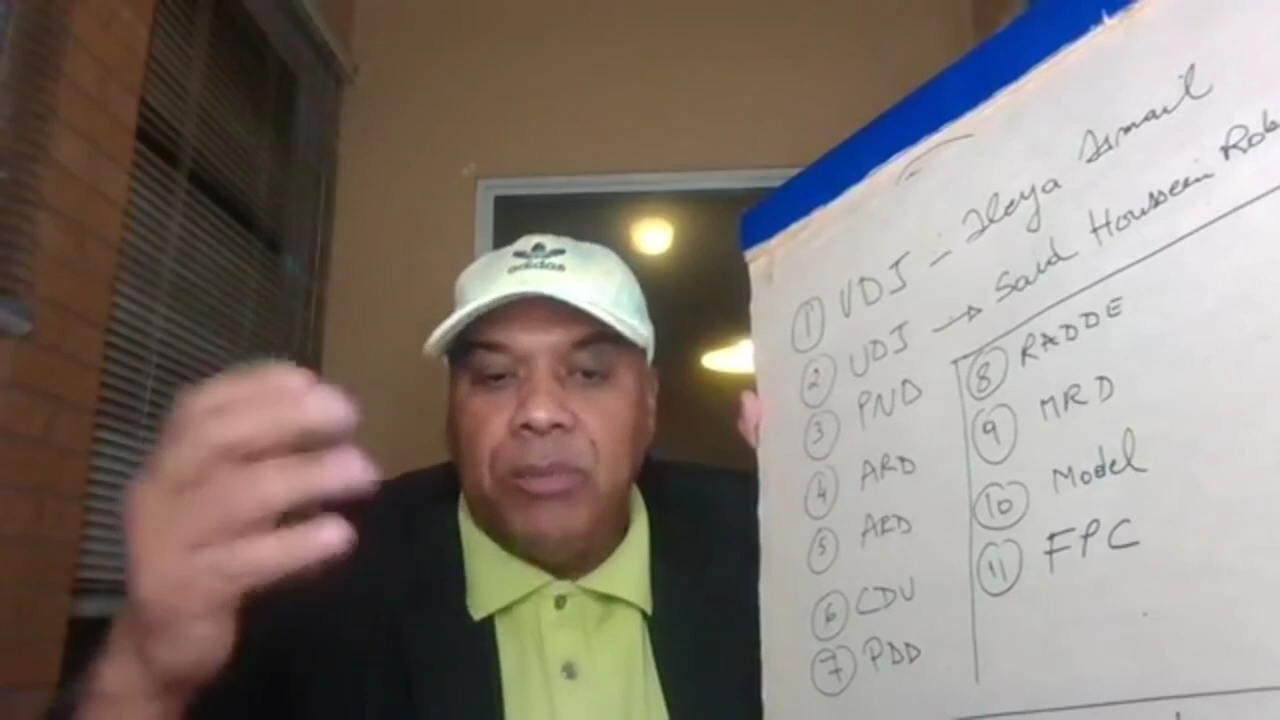 adidas
① UDJ - Ileya Ismail
② UDJ → Said Housseen Rob
③ PND
④ ARD
⑤ ARD
⑥ CDU
⑦ PDD
⑧ RADDE
⑨ MRD
⑩ Model
⑪ FPC